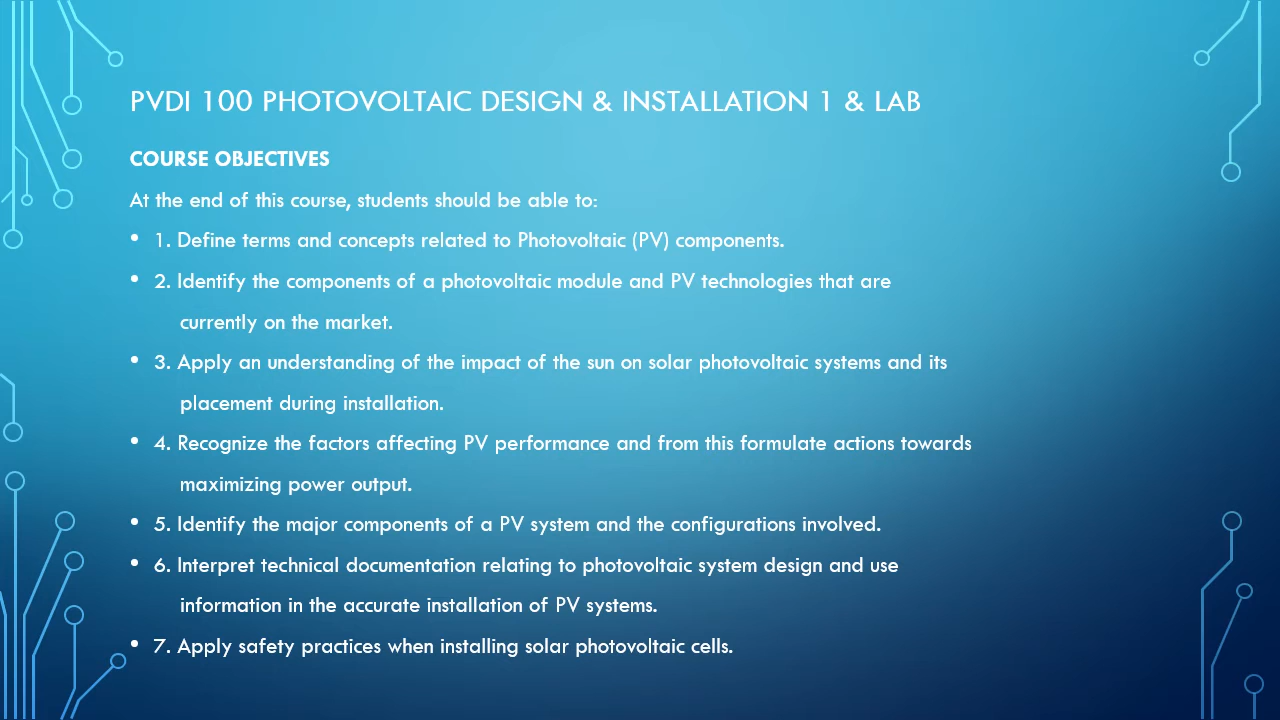 PVDI 100 PHOTOVOLTAIC DESIGN & INSTALLATION 1 & LAB
COURSE OBJECTIVES
At the end of this course, students should be able to:
• 1. Define terms and concepts related to Photovoltaic (PV) components.
• 2. Identify the components of a photovoltaic module and PV technologies that are
currently on the market.
• 3. Apply an understanding of the impact of the sun on solar photovoltaic systems and its
placement during installation.
• 4. Recognize the factors affecting PV performance and from this formulate actions towards
maximizing power output.
• 5. Identify the major components of a PV system and the configurations involved.
• 6. Interpret technical documentation relating to photovoltaic system design and use
information in the accurate installation of PV systems.
• 7. Apply safety practices when installing solar photovoltaic cells.